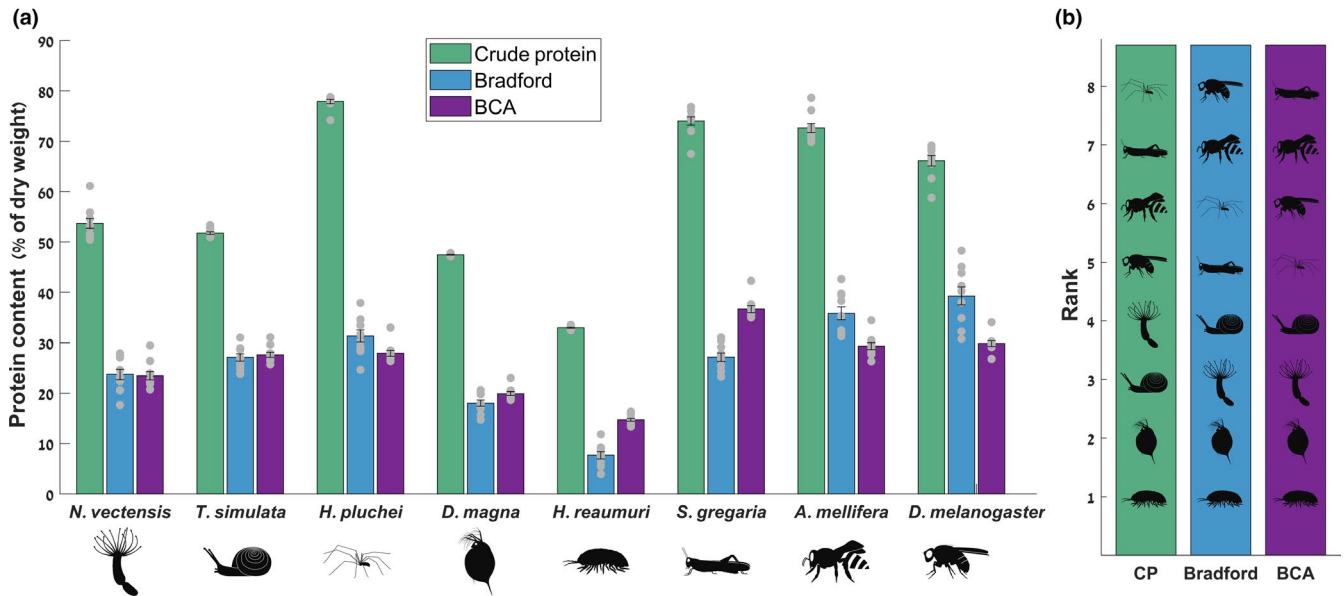 (a)
Protein content (% of dry weight)
90
80
70
60
50
40
30
20
10
0
Crude protein
Bradford
BCA
N. vectensis T. simulata H. pluchei D. magna H. reaumuri S. gregaria A. mellifera D. melanogaster
(b)
Rank
8
7
6
5
4
3
2
1
CP Bradford BCA